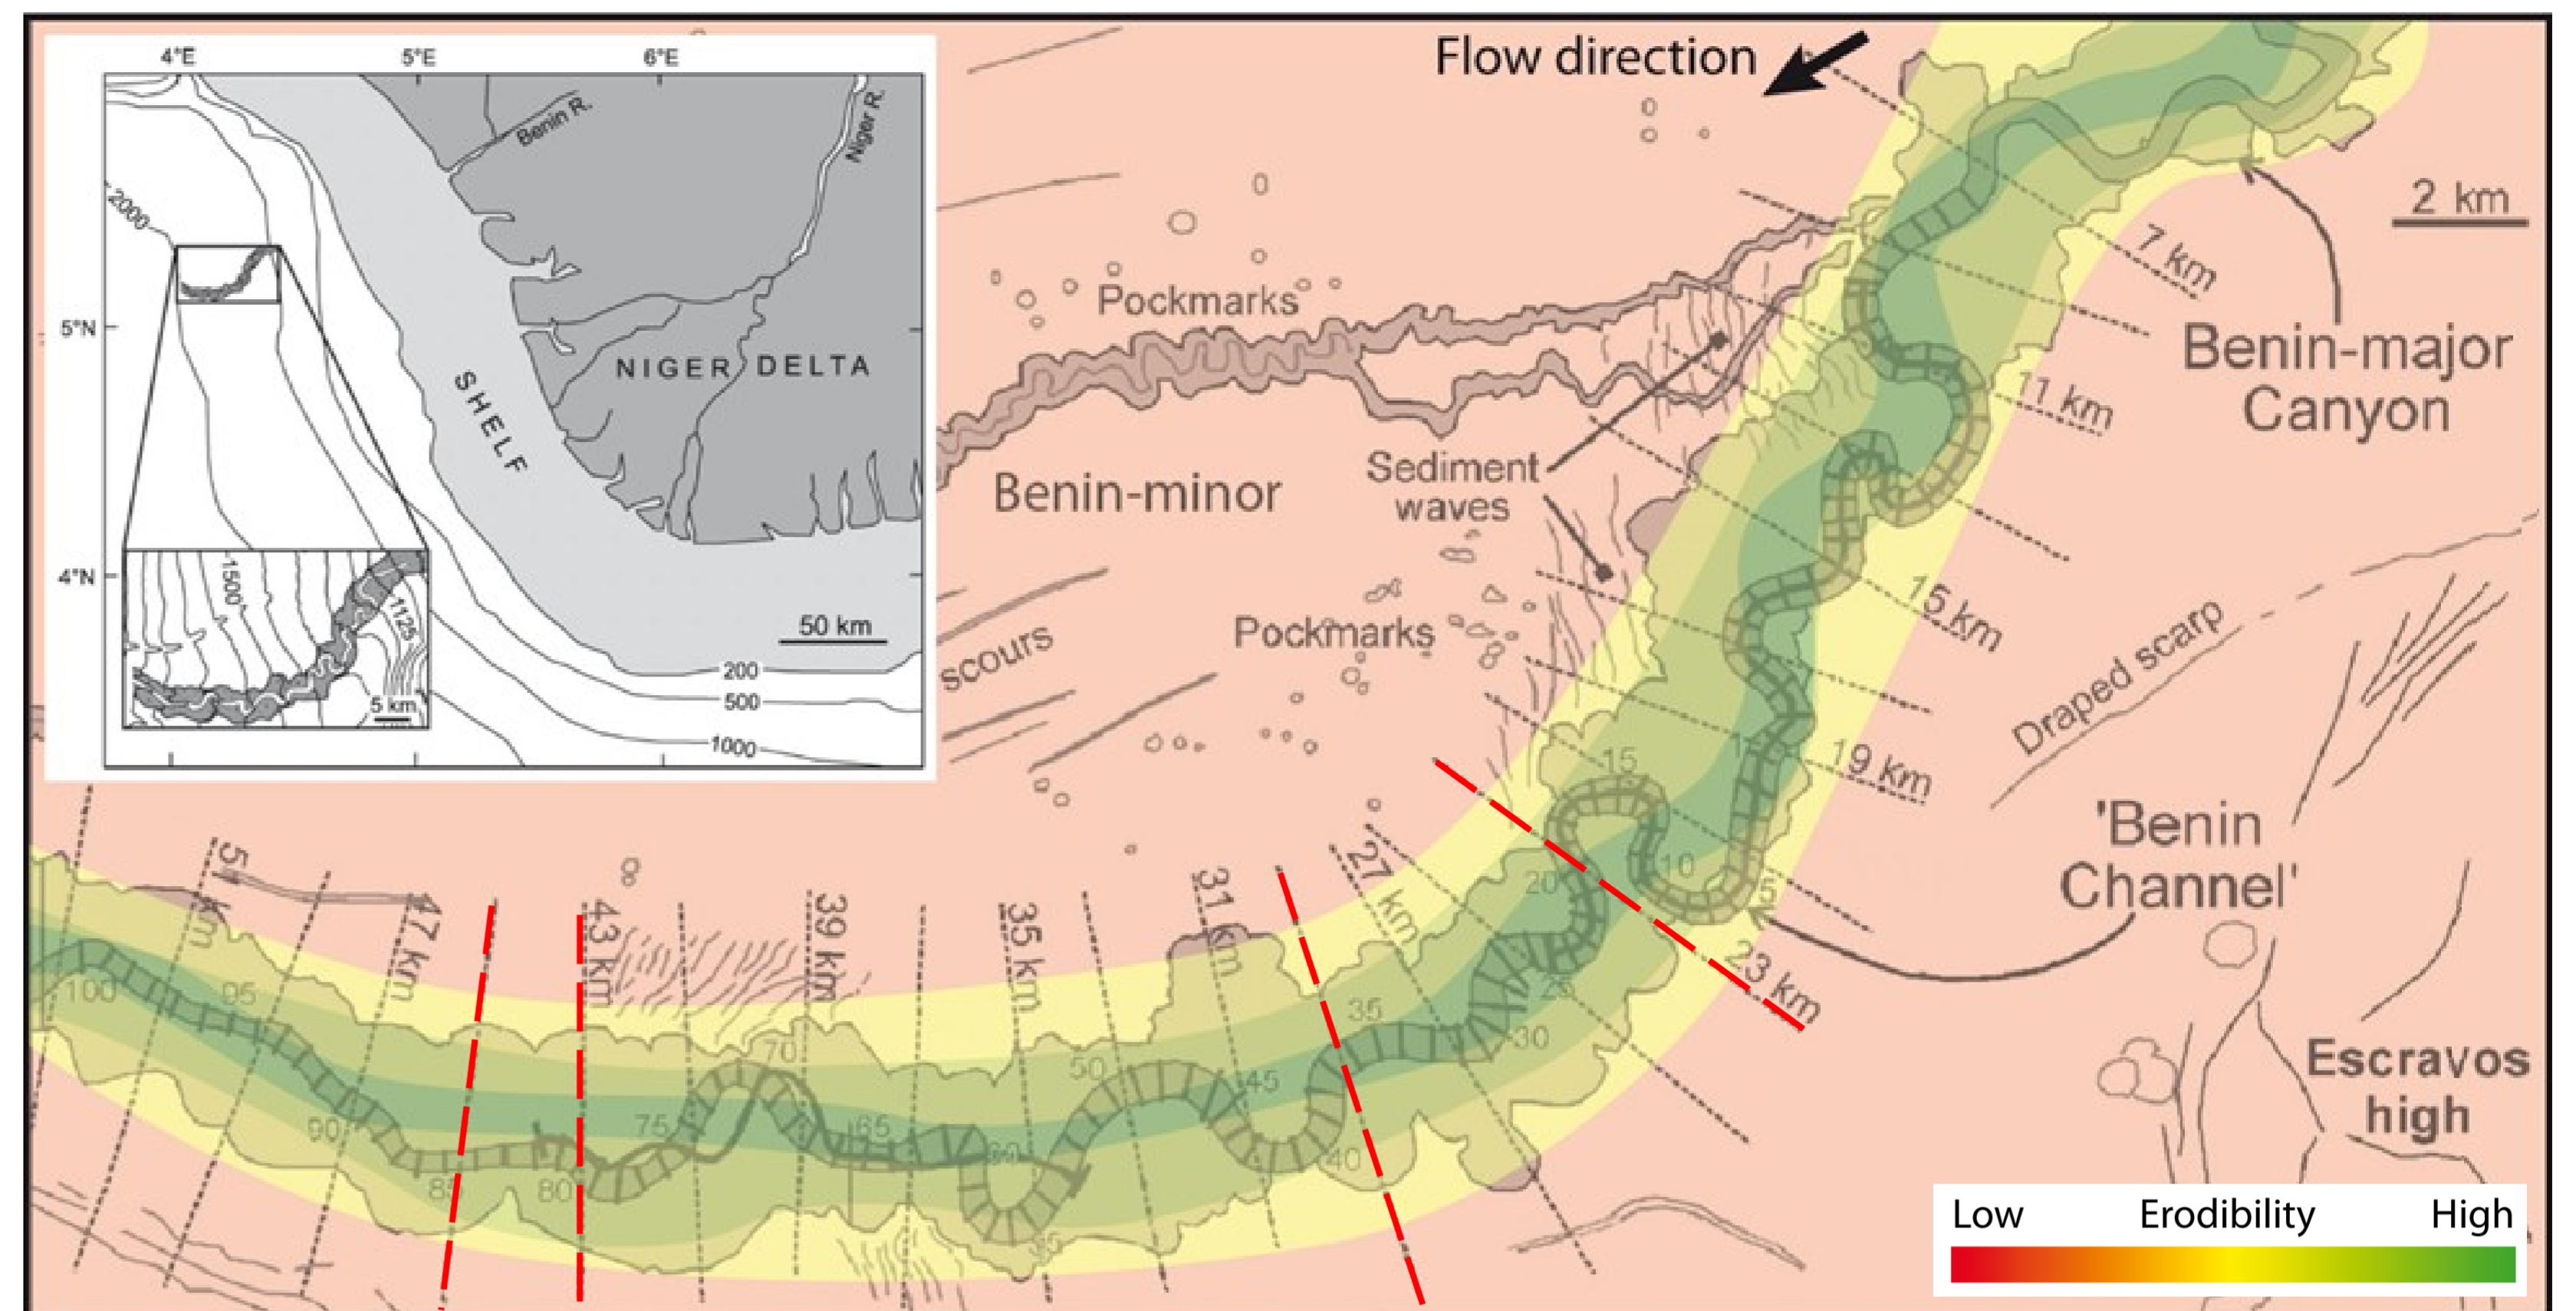 4°E
5°E
6°E
Benin R.
Niger R.
2000
5°N
NIGER DELTA
SHELF
4°N
1500
1125
5 km
50 km
200
500
1000
Flow direction
2 km
7 km
Benin-major
Canyon
11 km
Pockmarks
Benin-minor
Sediment
waves
15 km
Pockmarks
scours
Draped scarp
19 km
15
10
5
20
'Benin
Channel'
23 km
27 km
25
30
31 km
35
35 km
39 km
43 km
47 km
51 km
100
95
90
85
80
75
70
65
60
55
50
45
40
Escravos
high
Low
Erodibility
High